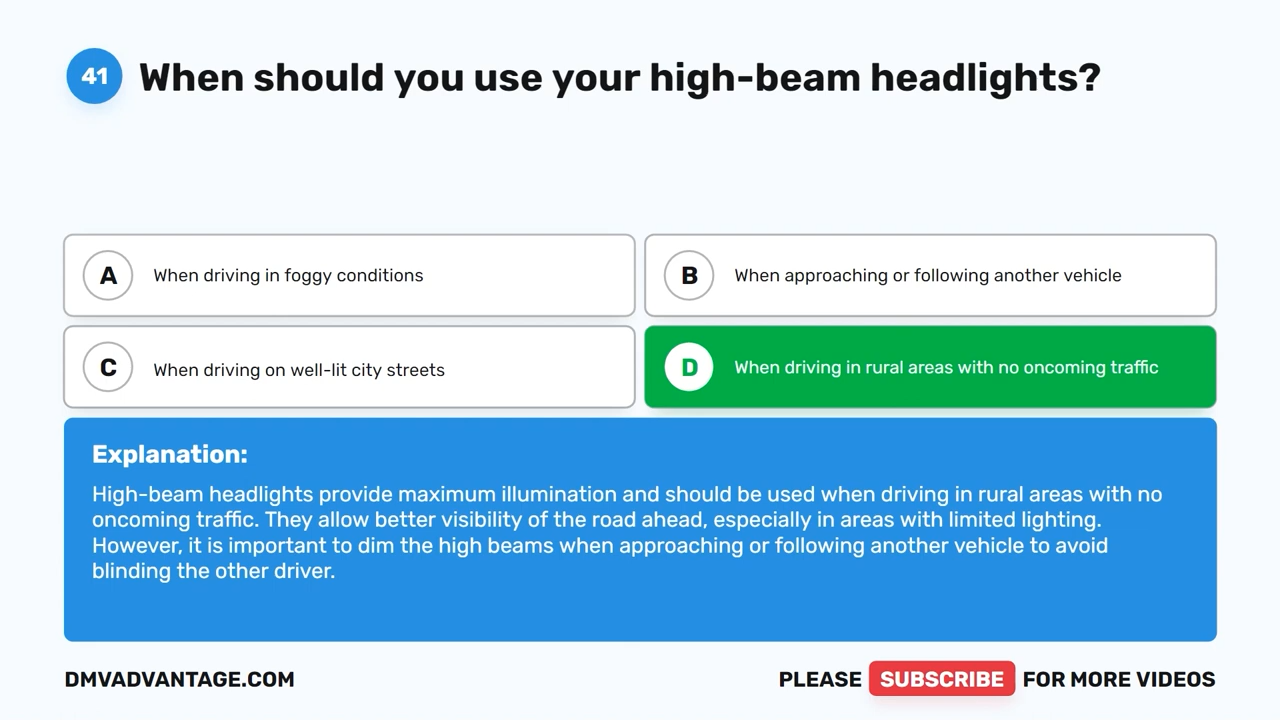 41 When should you use your high-beam headlights?
A When driving in foggy conditions
B When approaching or following another vehicle
C When driving on well-lit city streets
D When driving in rural areas with no oncoming traffic
Explanation:
High-beam headlights provide maximum illumination and should be used when driving in rural areas with no
oncoming traffic. They allow better visibility of the road ahead, especially in areas with limited lighting.
However, it is important to dim the high beams when approaching or following another vehicle to avoid
blinding the other driver.
DMVADVANTAGE.COM
PLEASE SUBSCRIBE FOR MORE VIDEOS